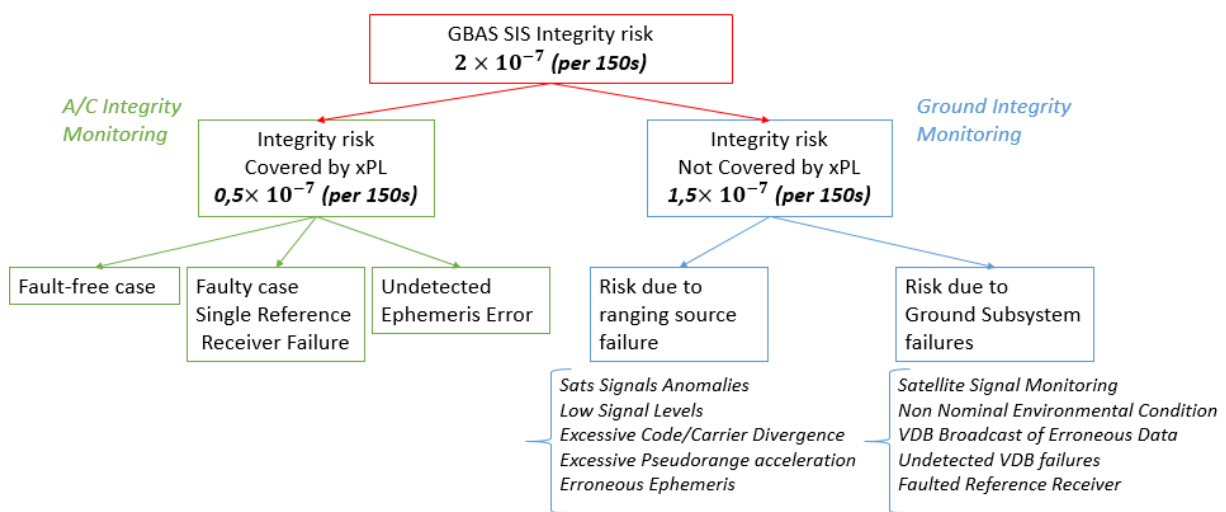 GBAS SIS Integrity risk
2 × 10⁻⁷ (per 150s)
A/C Integrity
Monitoring
Ground Integrity
Monitoring
Integrity risk
Covered by xPL
0,5× 10⁻⁷ (per 150s)
Integrity risk
Not Covered by xPL
1,5× 10⁻⁷ (per 150s)
Fault-free case
Faulty case
Single Reference
Receiver Failure
Undetected
Ephemeris Error
Risk due to
ranging source
failure
Risk due to
Ground Subsystem
failures
Sats Signals Anomalies
Low Signal Levels
Excessive Code/Carrier Divergence
Excessive Pseudorange acceleration
Erroneous Ephemeris
Satellite Signal Monitoring
Non Nominal Environmental Condition
VDB Broadcast of Erroneous Data
Undetected VDB failures
Faulted Reference Receiver